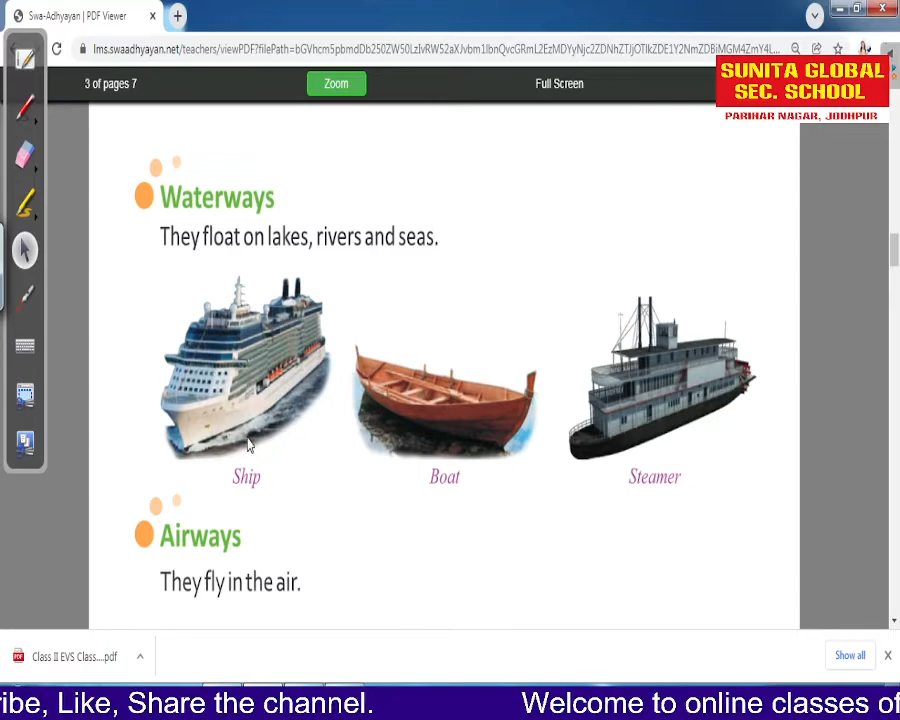 Swa-Adhyayan | PDF Viewer
3 of pages 7
Zoom
Full Screen
SUNITA GLOBAL
SEC. SCHOOL
PARIHAR NAGAR, JODHPUR
Waterways
They float on lakes, rivers and seas.
Ship
Boat
Steamer
Airways
They fly in the air.
Class II EVS Class....pdf
Show all
ribe, Like, Share the channel.
Welcome to online classes of